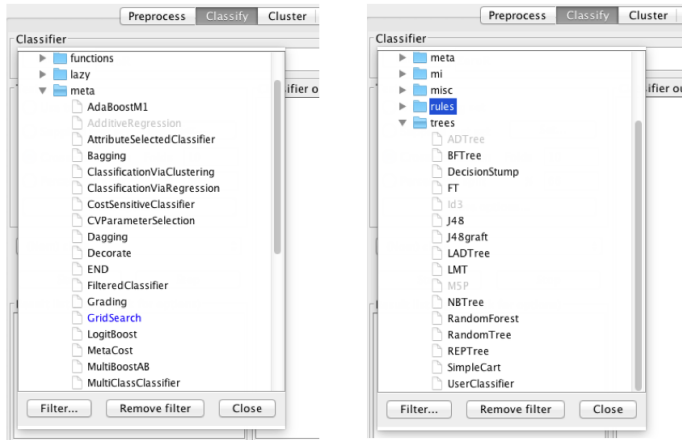 Preprocess Classify Cluster
Classifier
functions
lazy
meta
AdaBoostM1
AdditiveRegression
AttributeSelectedClassifier
Bagging
ClassificationViaClustering
ClassificationViaRegression
CostSensitiveClassifier
CVParameterSelection
Dagging
Decorate
END
FilteredClassifier
Grading
GridSearch
LogitBoost
MetaCost
MultiBoostAB
MultiClassClassifier
Filter... Remove filter Close
ifier o
Preprocess Classify Cluster
Classifier
meta
mi
misc
rules
trees
ADTree
BFTree
DecisionStump
FT
Id3
J48
J48graft
LADTree
LMT
M5P
NBTree
RandomForest
RandomTree
REPTree
SimpleCart
UserClassifier
Filter... Remove filter Close
ifier ou